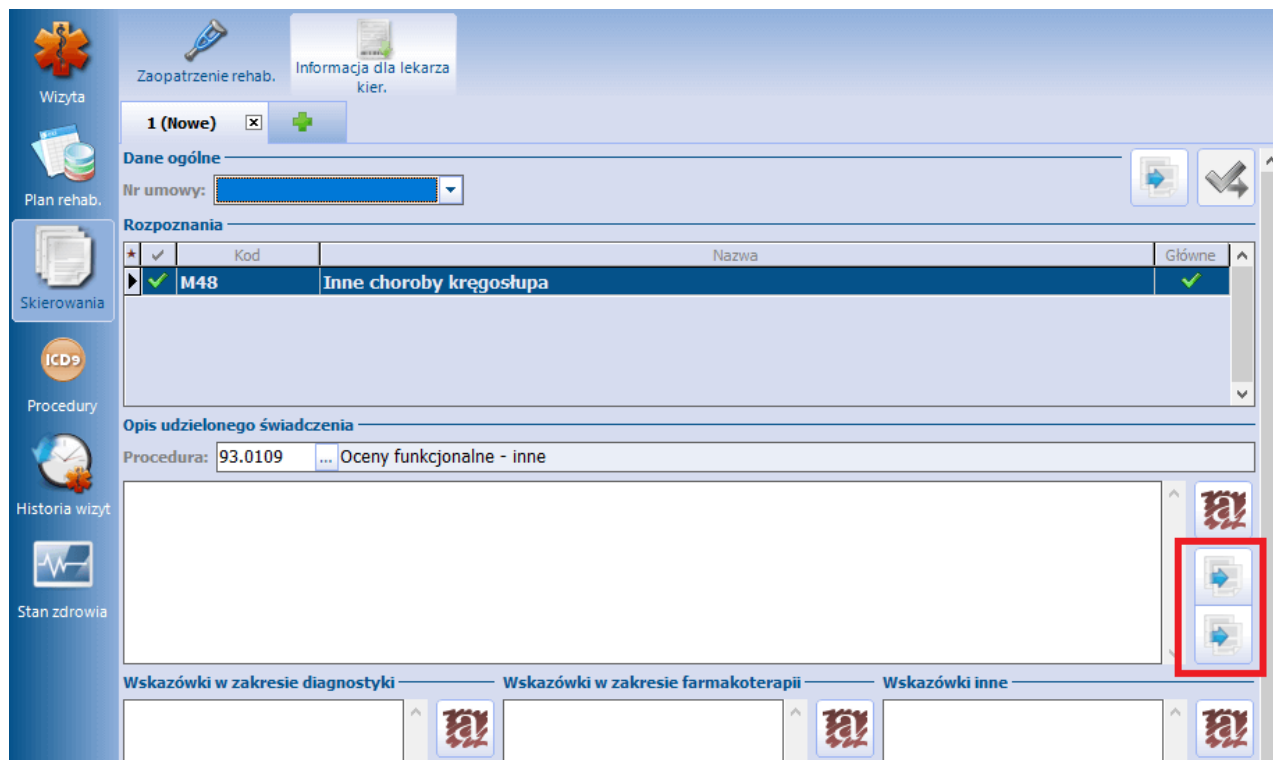 Wizyta
Plan rehab.
Skierowania
ICD9
Procedury
Historia wizyt
Stan zdrowia
Zaopatrzenie rehab.
Informacja dla lekarza
kier.
1 (Nowe)
Dane ogólne
Nr umowy:
Rozpoznania
Kod Nazwa Główne
M48 Inne choroby kręgosłupa
Opis udzielonego świadczenia
Procedura: 93.0109 ... Oceny funkcjonalne - inne
a
Wskazówki w zakresie diagnostyki Wskazówki w zakresie farmakoterapii Wskazówki inne
a a a